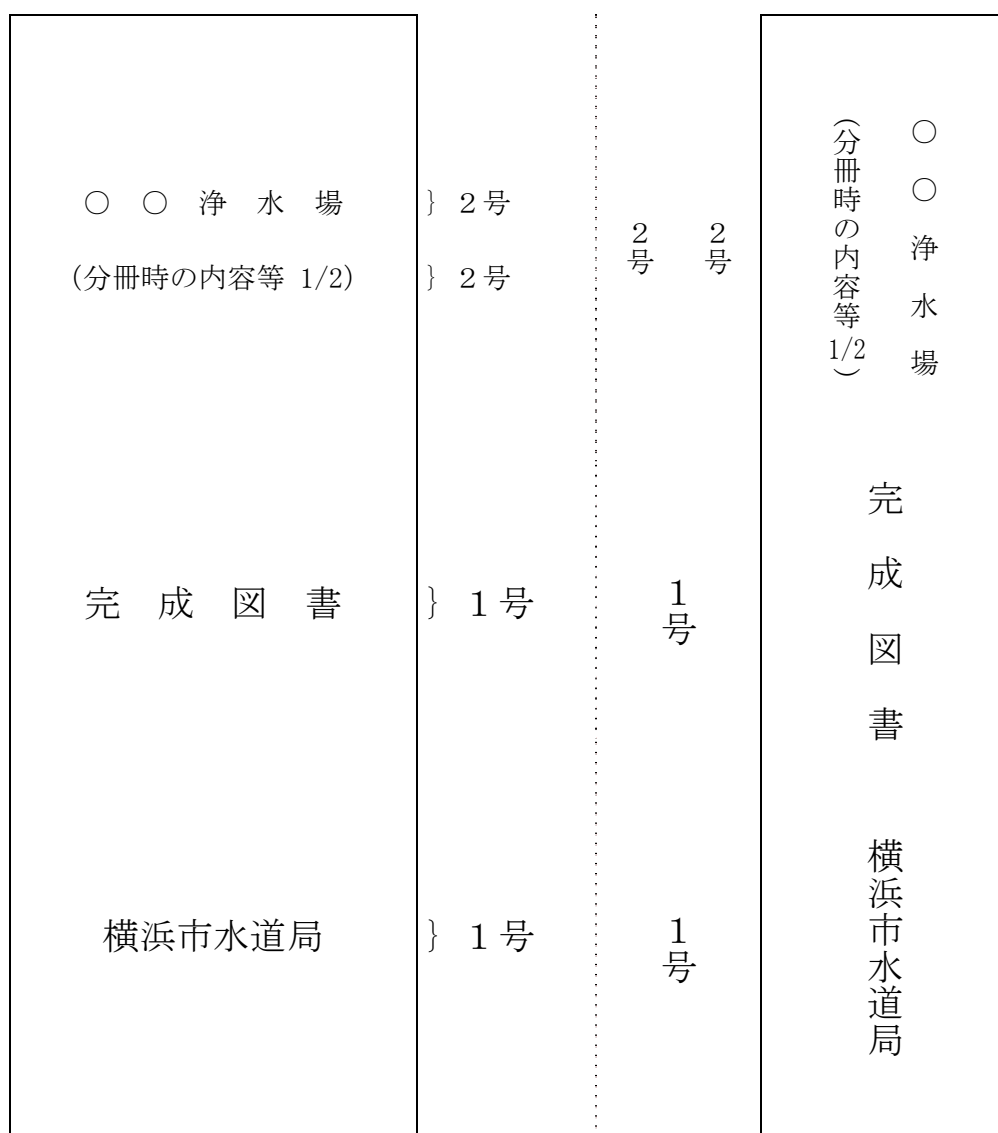 ○ ○ 浄 水 場 } 2号
(分冊時の内容等 1/2) } 2号
完 成 図 書 } 1号
横浜市水道局 } 1号
2号
2号
1号
1号
○○浄水場
(分冊時の内容等 1/2)
完成図書
横浜市水道局